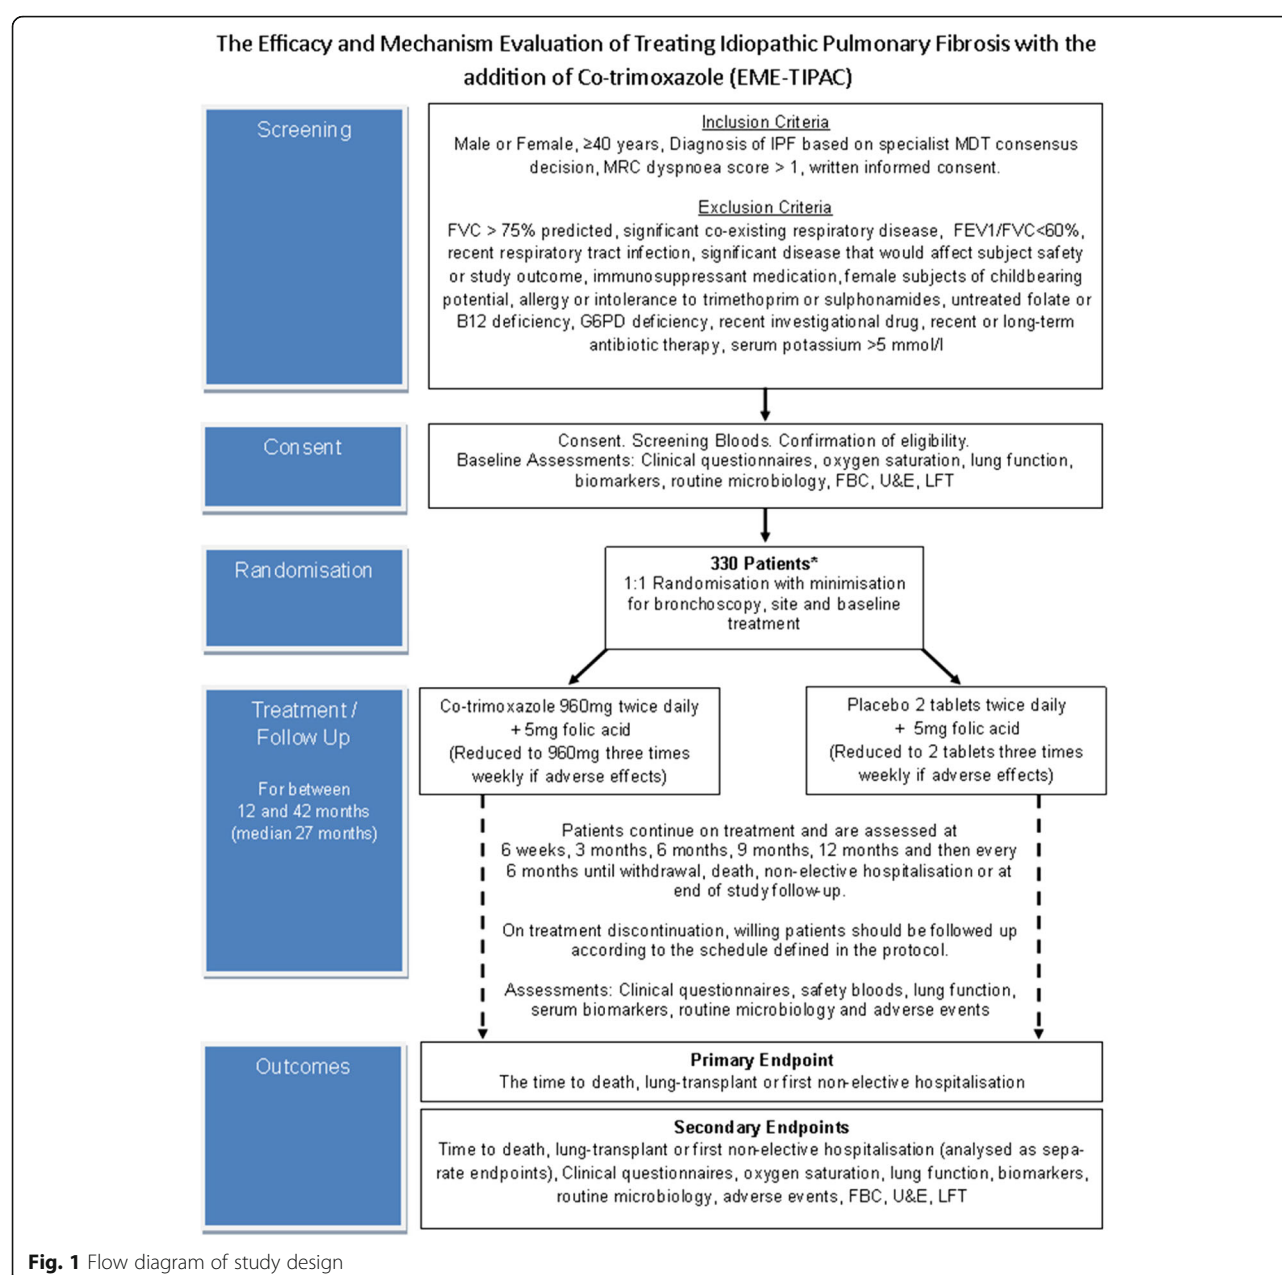 The Efficacy and Mechanism Evaluation of Treating Idiopathic Pulmonary Fibrosis with the
addition of Co-trimoxazole (EME-TIPAC)
Screening
Inclusion Criteria
Male or Female, ≥40 years, Diagnosis of IPF based on specialist MDT consensus
decision, MRC dyspnoea score > 1, written informed consent.
Exclusion Criteria
FVC > 75% predicted, significant co-existing respiratory disease, FEV1/FVC<60%,
recent respiratory tract infection, significant disease that would affect subject safety
or study outcome, immunosuppressant medication, female subjects of childbearing
potential, allergy or intolerance to trimethoprim or sulphonamides, untreated folate or
B12 deficiency, G6PD deficiency, recent investigational drug, recent or long-term
antibiotic therapy, serum potassium >5 mmol/l
Consent
Consent. Screening Bloods. Confirmation of eligibility.
Baseline Assessments: Clinical questionnaires, oxygen saturation, lung function,
biomarkers, routine microbiology, FBC, U&E, LFT
Randomisation
330 Patients*
1:1 Randomisation with minimisation
for bronchoscopy, site and baseline
treatment
Treatment /
Follow Up
For between
12 and 42 months
(median 27 months)
Co-trimoxazole 960mg twice daily
+ 5mg folic acid
(Reduced to 960mg three times
weekly if adverse effects)
Placebo 2 tablets twice daily
+ 5mg folic acid
(Reduced to 2 tablets three times
weekly if adverse effects)
Patients continue on treatment and are assessed at
6 weeks, 3 months, 6 months, 9 months, 12 months and then every
6 months until withdrawal, death, non-elective hospitalisation or at
end of study follow-up.
On treatment discontinuation, willing patients should be followed up
according to the schedule defined in the protocol.
Assessments: Clinical questionnaires, safety bloods, lung function,
serum biomarkers, routine microbiology and adverse events
Outcomes
Primary Endpoint
The time to death, lung-transplant or first non-elective hospitalisation
Secondary Endpoints
Time to death, lung-transplant or first non-elective hospitalisation (analysed as sepa-
rate endpoints), Clinical questionnaires, oxygen saturation, lung function, biomarkers,
routine microbiology, adverse events, FBC, U&E, LFT
Fig. 1 Flow diagram of study design